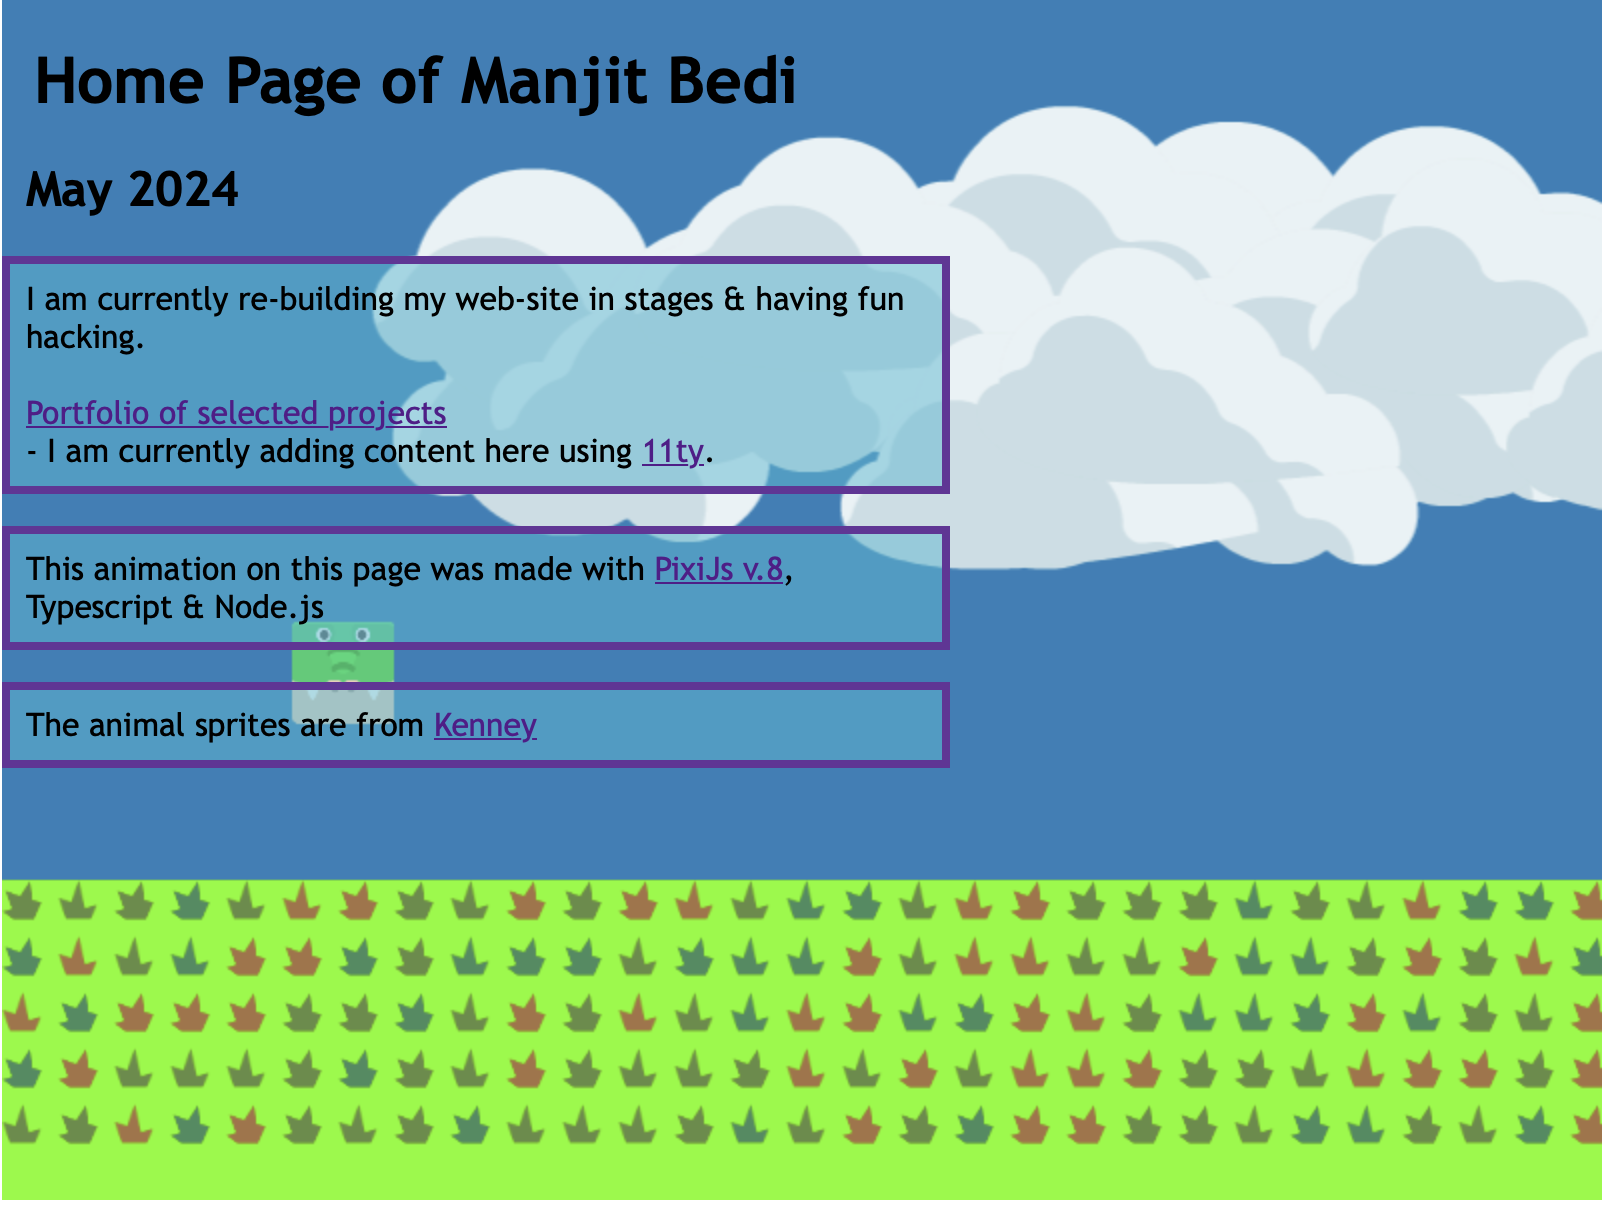 Home Page of Manjit Bedi
May 2024
I am currently re-building my web-site in stages & having fun
hacking.
Portfolio of selected projects
- I am currently adding content here using 11ty.
This animation on this page was made with PixiJs v.8,
Typescript & Node.js
The animal sprites are from Kenney